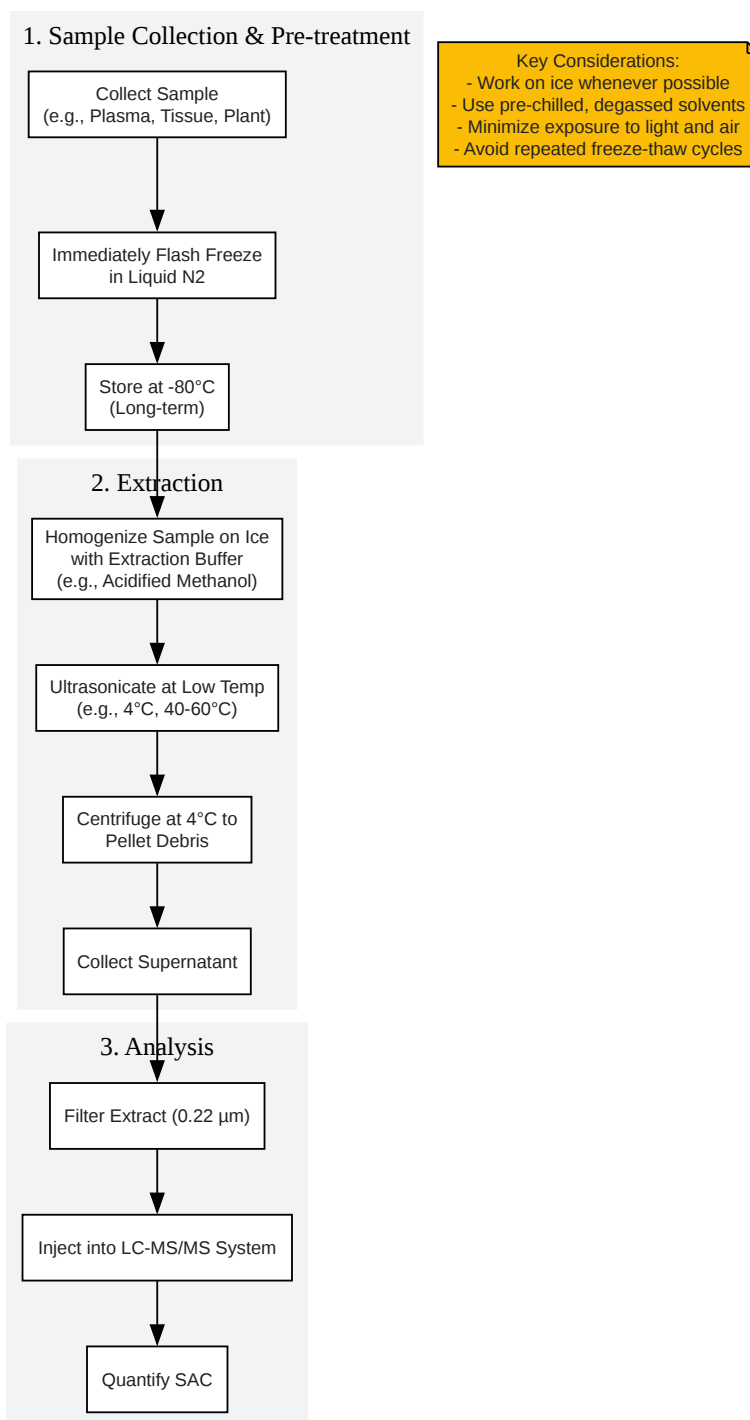 1. Sample Collection & Pre-treatment
Collect Sample
(e.g., Plasma, Tissue, Plant)
Immediately Flash Freeze
in Liquid N2
Store at -80°C
(Long-term)
Key Considerations:
- Work on ice whenever possible
- Use pre-chilled, degassed solvents
- Minimize exposure to light and air
- Avoid repeated freeze-thaw cycles
2. Extraction
Homogenize Sample on Ice
with Extraction Buffer
(e.g., Acidified Methanol)
Ultrasonicate at Low Temp
(e.g., 4°C, 40-60°C)
Centrifuge at 4°C to
Pellet Debris
Collect Supernatant
3. Analysis
Filter Extract (0.22 µm)
Inject into LC-MS/MS System
Quantify SAC